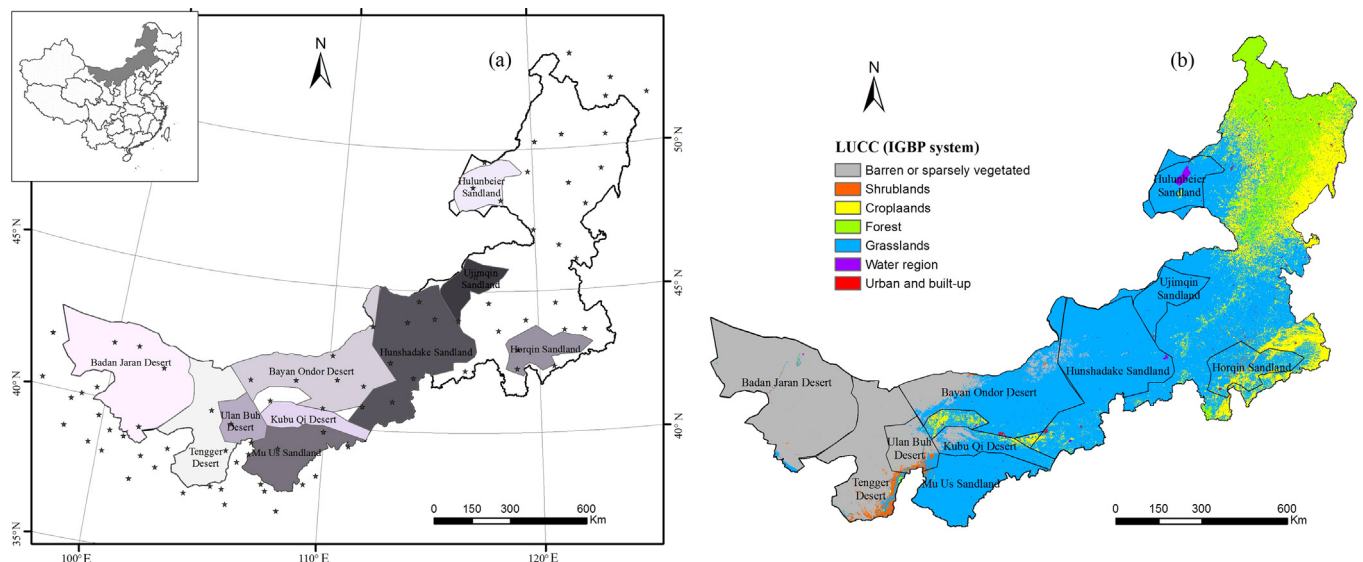 N
(a)
50° N
45° N
45° N
40° N
40° N
35° N
100° E
110° E
120° E
Hulunbeier
Sandland
Ujimqin
Sandland
Hunshadake Sandland
Horqin Sandland
Badan Jaran Desert
Bayan Ondor Desert
Ulan Buh
Desert
Kubu Qi Desert
Tengger
Desert
Mu Us Sandland
0 150 300 600
Km
N
(b)
LUCC (IGBP system)
Barren or sparsely vegetated
Shrublands
Croplaands
Forest
Grasslands
Water region
Urban and built-up
Hulunbeier
Sandland
Ujimqin
Sandland
Badan Jaran Desert
Bayan Ondor Desert
Hunshadake Sandland
Horqin Sandland
Ulan Buh
Desert
Kubu Qi Desert
Tengger
Desert
Mu Us Sandland
0 150 300 600
Km